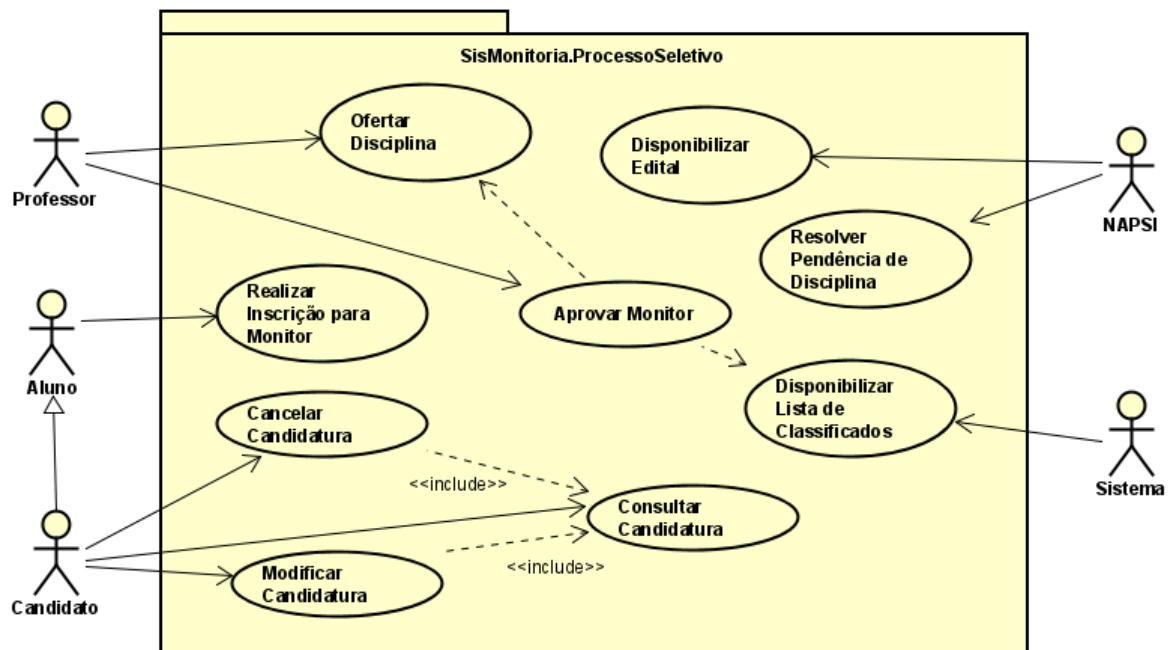 SisMonitoria.ProcessoSeletivo
Ofertar
Disciplina
Disponibilizar
Edital
Professor
NAPSI
Resolver
Pendência de
Disciplina
Realizar
Inscrição para
Monitor
Aprovar Monitor
Aluno
Disponibilizar
Lista de
Classificados
Cancelar
Candidatura
<<include>>
Sistema
Consultar
Candidatura
<<include>>
Modificar
Candidatura
Candidato